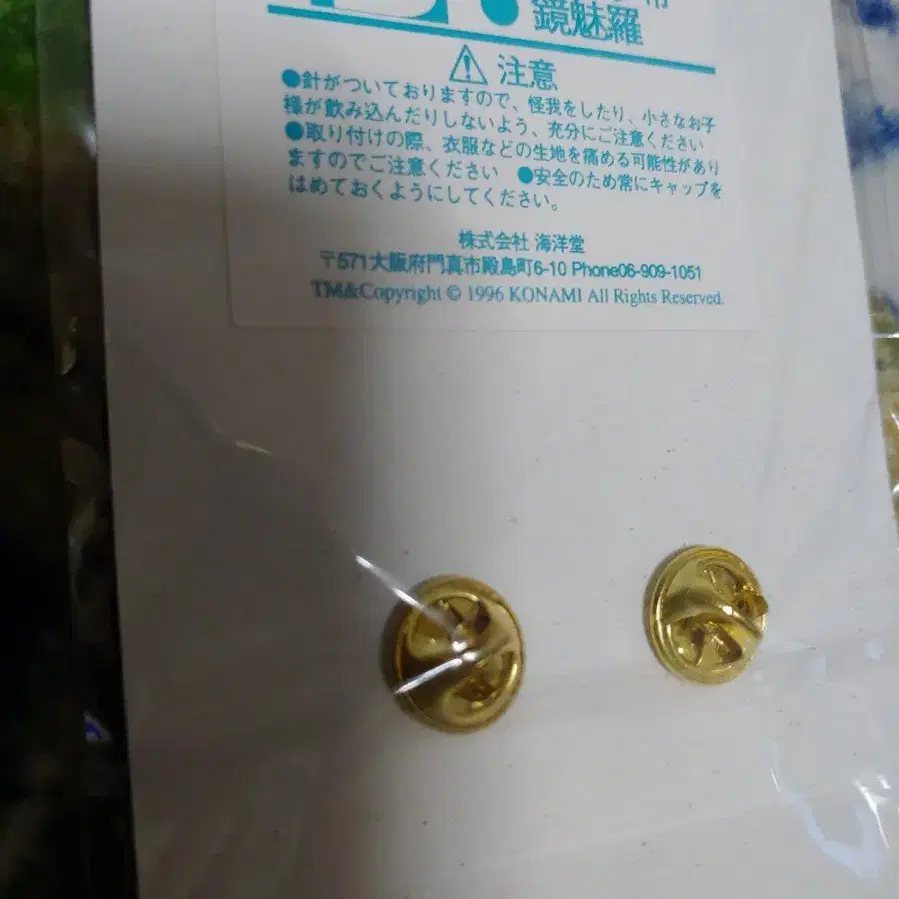 鏡魅羅
注意
●針がついておりますので、怪我をしたり、小さなお子
様が飲み込んだりしないよう、充分にご注意ください
●取り付けの際、衣服などの生地を痛める可能性があり
ますのでご注意ください ●安全のため常にキャップを
はめておくようにしてください。
株式会社 海洋堂
〒571大阪府門真市殿島町6-10 Phone06-909-1051
TM&Copyright © 1996 KONAMI All Rights Reserved.